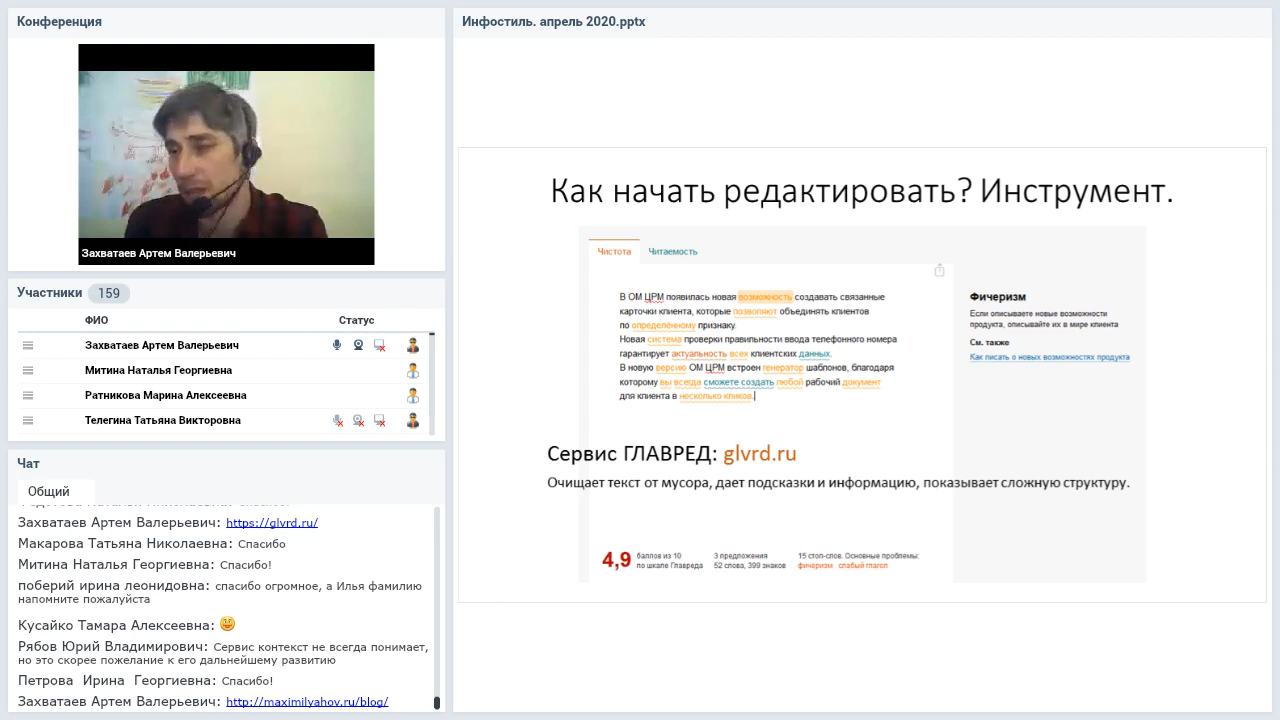 Конференция
Захватаев Артем Валерьевич
Участники 159
ФИО Статус
Захватаев Артем Валерьевич
Митина Наталья Георгиевна
Ратникова Марина Алексеевна
Телегина Татьяна Викторовна
Чат
Общий
Захватаев Артем Валерьевич: https://glvrd.ru/
Макарова Татьяна Николаевна: Спасибо
Митина Наталья Георгиевна: Спасибо!
поберий ирина леонидовна: спасибо огромное, а Илья фамилию
напомните пожалуйста
Кусайко Тамара Алексеевна:
Рябов Юрий Владимирович: Сервис контекст не всегда понимает,
но это скорее пожелание к его дальнейшему развитию
Петрова Ирина Георгиевна: Спасибо!
Захватаев Артем Валерьевич: http://maximilyahov.ru/blog/
Инфостиль. апрель 2020.pptx
Как начать редактировать? Инструмент.
Чистота Читаемость
В ОМ ЦРМ появилась новая возможность создавать связанные
карточки клиента, которые позволяют объединять клиентов
по определённому признаку.
Новая система проверки правильности ввода телефонного номера
гарантирует актуальность всех клиентских данных.
В новую версию ОМ ЦРМ встроен генератор шаблонов, благодаря
которому вы всегда сможете создать любой рабочий документ
для клиента в несколько кликов.
Фичеризм
Если описываете новые возможности
продукта, описывайте их в мире клиента
См. также
Как писать о новых возможностях продукта
Сервис ГЛАВРЕД: glvrd.ru
Очищает текст от мусора, дает подсказки и информацию, показывает сложную структуру.
4,9 баллов из 10
по шкале Главреда
3 предложения
52 слова, 399 знаков
15 стоп-слов. Основные проблемы:
фичеризм слабый глагол